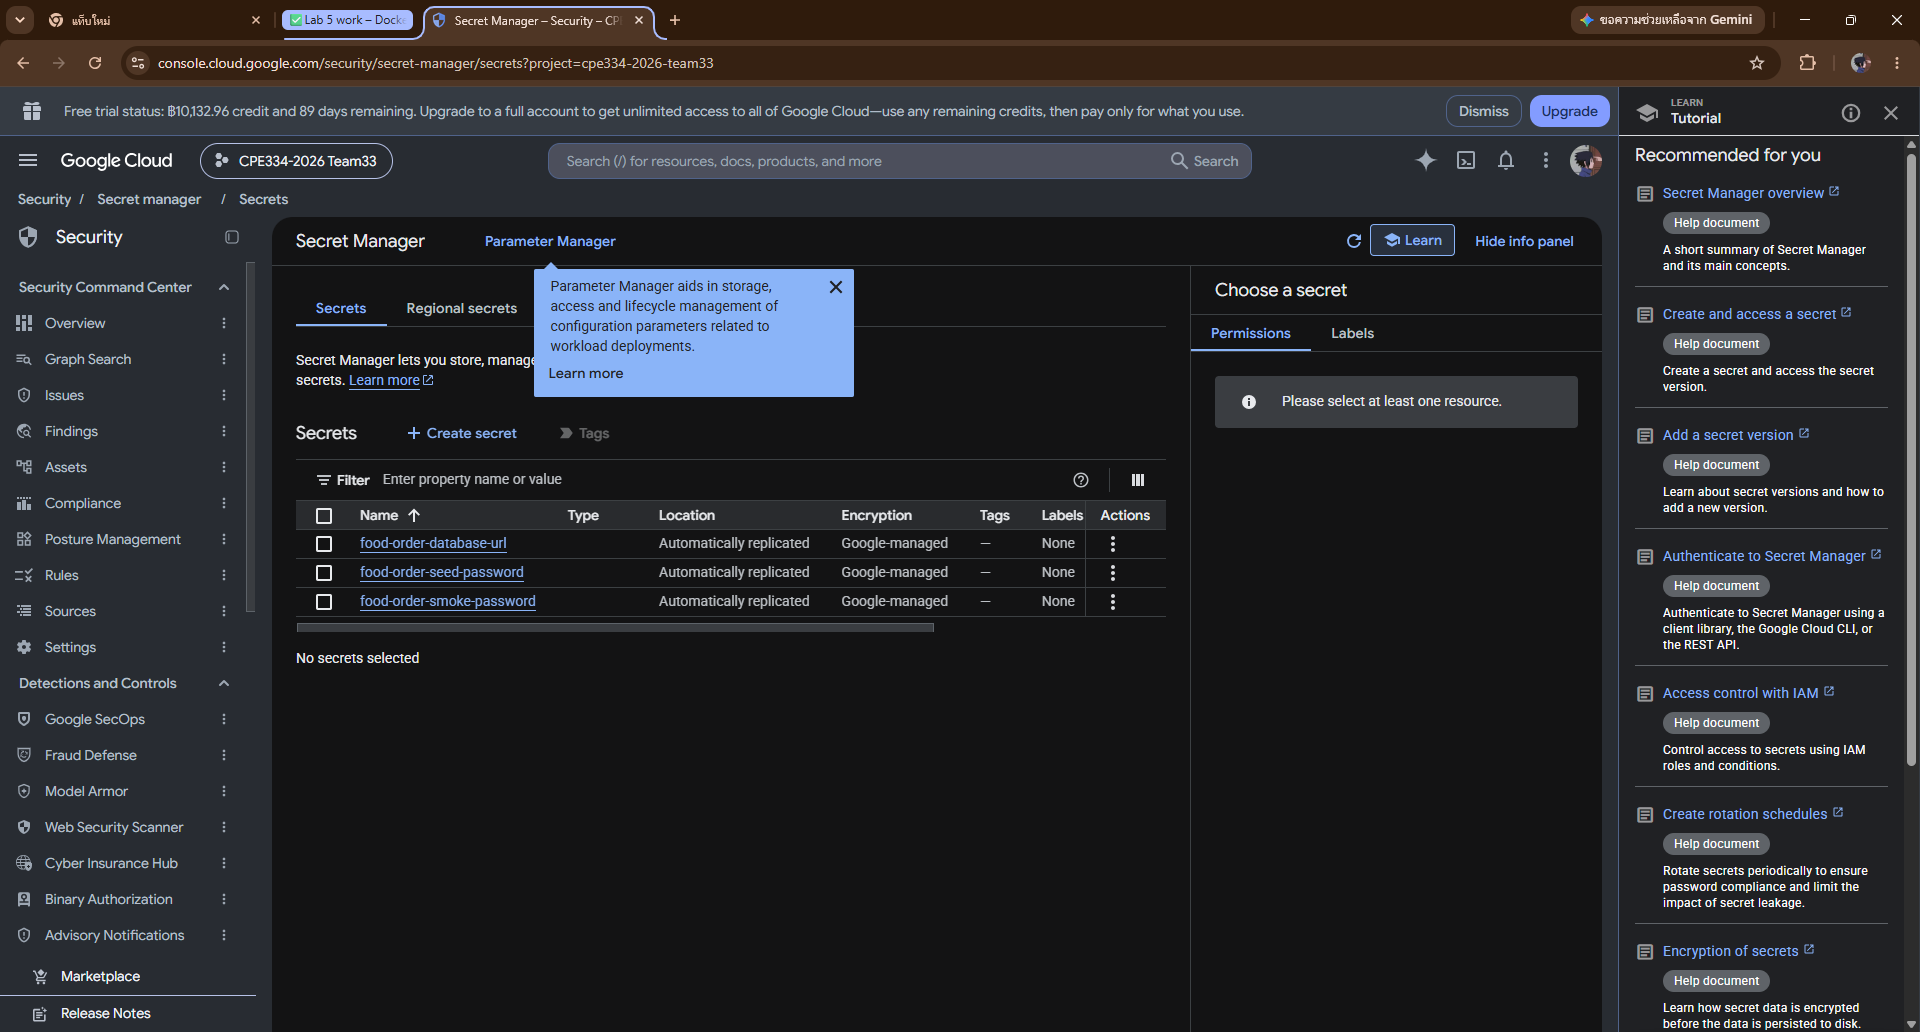 แท็บใหม่
✅ Lab 5 work – Docke
Secret Manager – Security – CP
ขอความช่วยเหลือจาก Gemini
console.cloud.google.com/security/secret-manager/secrets?project=cpe334-2026-team33
Free trial status: ฿10,132.96 credit and 89 days remaining. Upgrade to a full account to get unlimited access to all of Google Cloud—use any remaining credits, then pay only for what you use.
Dismiss
Upgrade
Google Cloud
CPE334-2026 Team33
Search (/) for resources, docs, products, and more
Search
Security / Secret manager / Secrets
Security
Security Command Center
Overview
Graph Search
Issues
Findings
Assets
Compliance
Posture Management
Rules
Sources
Settings
Detections and Controls
Google SecOps
Fraud Defense
Model Armor
Web Security Scanner
Cyber Insurance Hub
Binary Authorization
Advisory Notifications
Marketplace
Release Notes
Secret Manager
Parameter Manager
Learn
Hide info panel
Parameter Manager aids in storage,
access and lifecycle management of
configuration parameters related to
workload deployments.
Learn more
Secrets
Regional secrets
Secret Manager lets you store, manage
secrets. Learn more
Secrets
Create secret
Tags
Filter Enter property name or value
Name Type Location Encryption Tags Labels Actions
food-order-database-url Automatically replicated Google-managed — None
food-order-seed-password Automatically replicated Google-managed — None
food-order-smoke-password Automatically replicated Google-managed — None
No secrets selected
Choose a secret
Permissions
Labels
Please select at least one resource.
LEARN
Tutorial
Recommended for you
Secret Manager overview
Help document
A short summary of Secret Manager
and its main concepts.
Create and access a secret
Help document
Create a secret and access the secret
version.
Add a secret version
Help document
Learn about secret versions and how to
add a new version.
Authenticate to Secret Manager
Help document
Authenticate to Secret Manager using a
client library, the Google Cloud CLI, or
the REST API.
Access control with IAM
Help document
Control access to secrets using IAM
roles and conditions.
Create rotation schedules
Help document
Rotate secrets periodically to ensure
password compliance and limit the
impact of secret leakage.
Encryption of secrets
Help document
Learn how secret data is encrypted
before the data is persisted to disk.